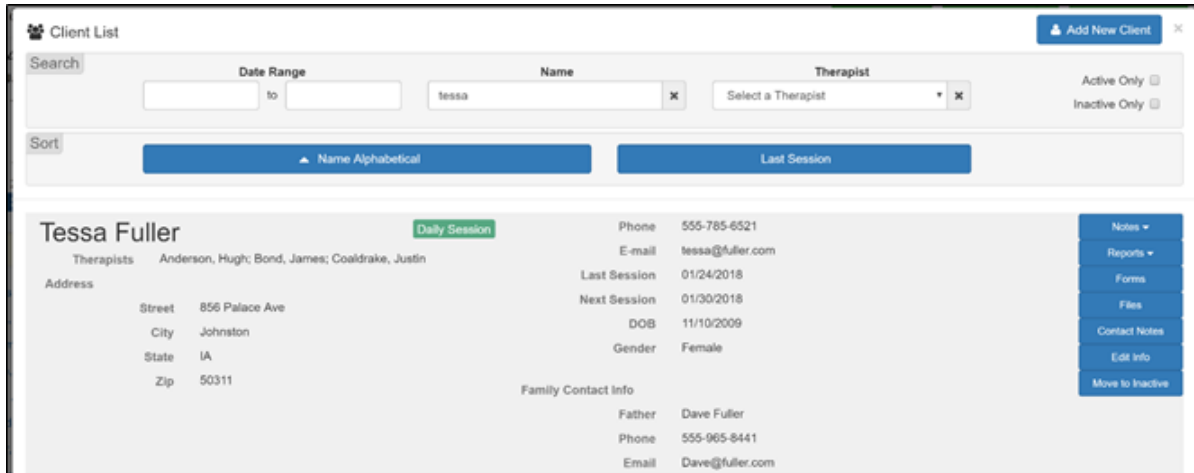 Client List
Add New Client ×
Search
Date Range Name Therapist
to tessa Select a Therapist
Active Only
Inactive Only
Sort
Name Alphabetical Last Session
Tessa Fuller Daily Session
Therapists Anderson, Hugh; Bond, James; Coaldrake, Justin
Address
Street 856 Palace Ave
City Johnston
State IA
Zip 50311
Phone 555-785-6521
E-mail tessa@fuller.com
Last Session 01/24/2018
Next Session 01/30/2018
DOB 11/10/2009
Gender Female
Family Contact Info
Father Dave Fuller
Phone 555-965-8441
Email Dave@fuller.com
Notes
Reports
Forms
Files
Contact Notes
Edit Info
Move to Inactive